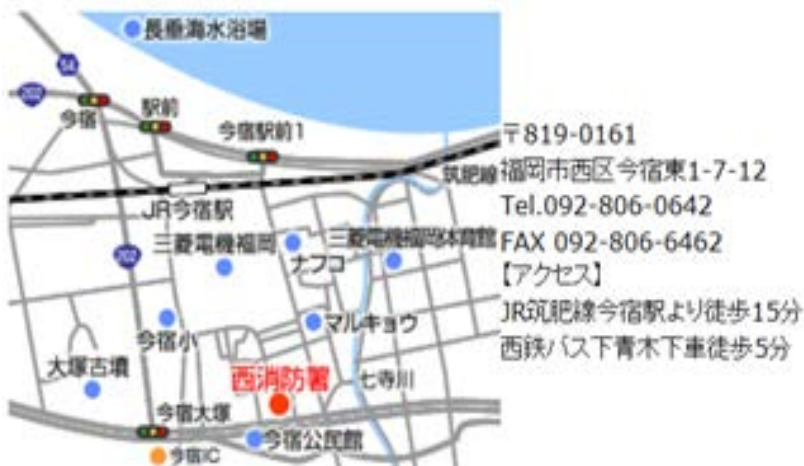 長垂海水浴場
54
202
今宿
駅前
今宿駅前1
筑肥線
JR今宿駅
202
三菱電機福岡
ナフコ
三菱電機福岡体育館
今宿小
マルキョウ
大塚古墳
西消防署
七寺川
今宿大塚
今宿公民館
今宿IC
〒819-0161
福岡市西区今宿東1-7-12
Tel.092-806-0642
FAX 092-806-6462
【アクセス】
JR筑肥線今宿駅より徒歩15分
西鉄バス下青木下車徒歩5分